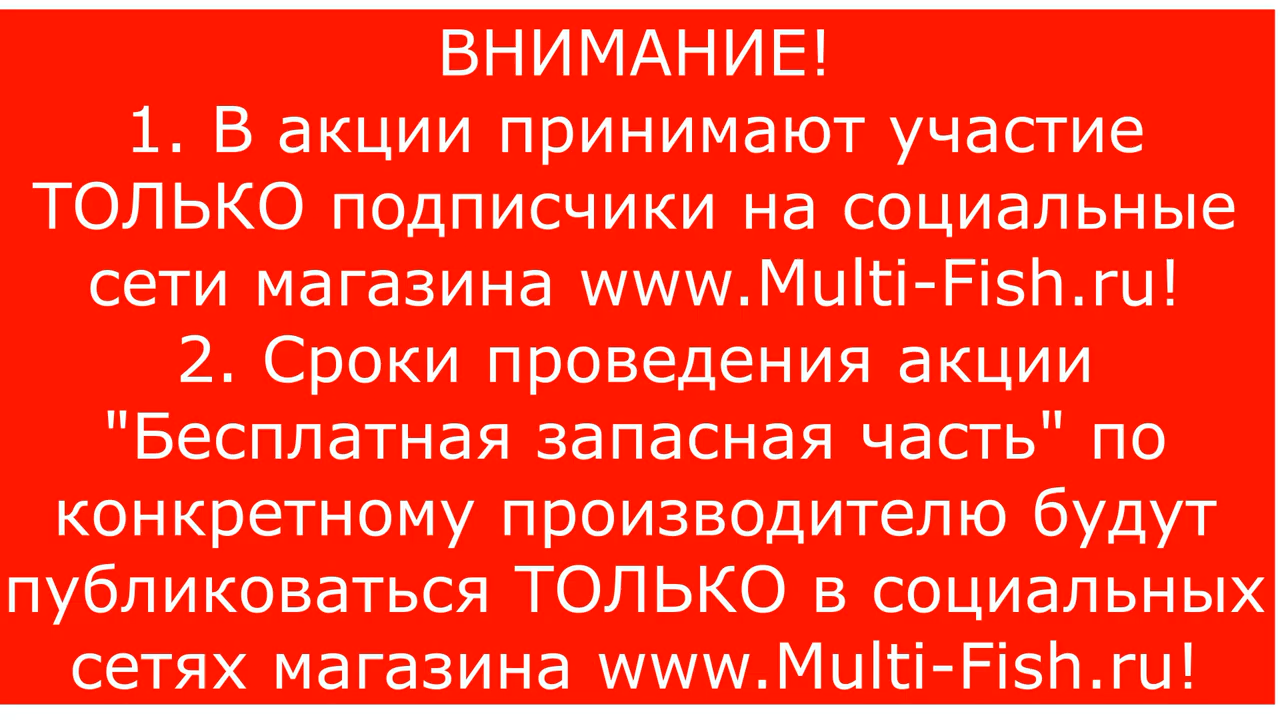 ВНИМАНИЕ!
1. В акции принимают участие
ТОЛЬКО подписчики на социальные
сети магазина www.Multi-Fish.ru!
2. Сроки проведения акции
"Бесплатная запасная часть" по
конкретному производителю будут
публиковаться ТОЛЬКО в социальных
сетях магазина www.Multi-Fish.ru!